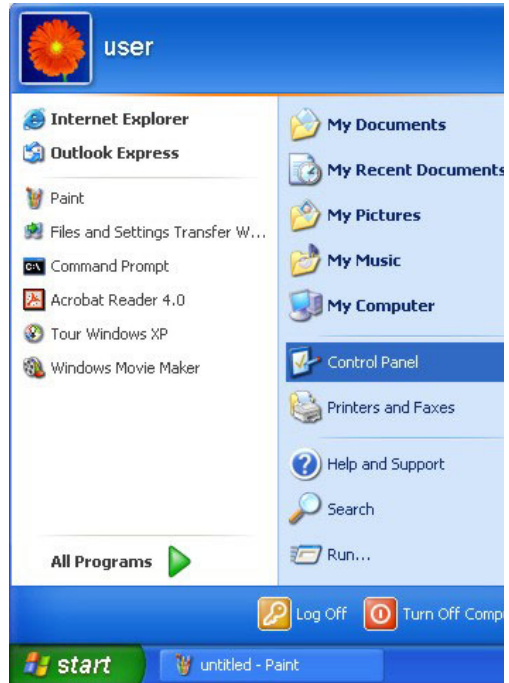 user
Internet Explorer
Outlook Express
Paint
Files and Settings Transfer W...
Command Prompt
Acrobat Reader 4.0
Tour Windows XP
Windows Movie Maker
All Programs
My Documents
My Recent Documents
My Pictures
My Music
My Computer
Control Panel
Printers and Faxes
Help and Support
Search
Run...
Log Off
Turn Off Comp
start
untitled - Paint